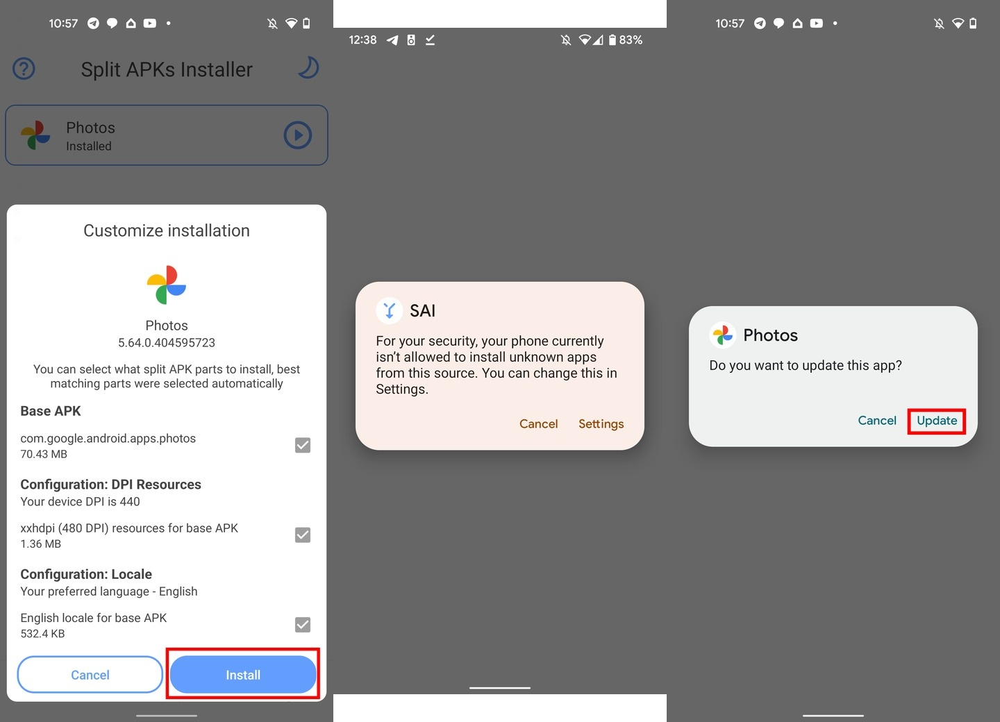 10:57
Split APKs Installer
Photos
Installed
Customize installation
Photos
5.64.0.404595723
You can select what split APK parts to install, best
matching parts were selected automatically
Base APK
com.google.android.apps.photos
70.43 MB
Configuration: DPI Resources
Your device DPI is 440
xxhdpi (480 DPI) resources for base APK
1.36 MB
Configuration: Locale
Your preferred language - English
English locale for base APK
532.4 KB
Cancel
Install
12:38
83%
SAI
For your security, your phone currently
isn’t allowed to install unknown apps
from this source. You can change this in
Settings.
Cancel
Settings
10:57
Photos
Do you want to update this app?
Cancel
Update